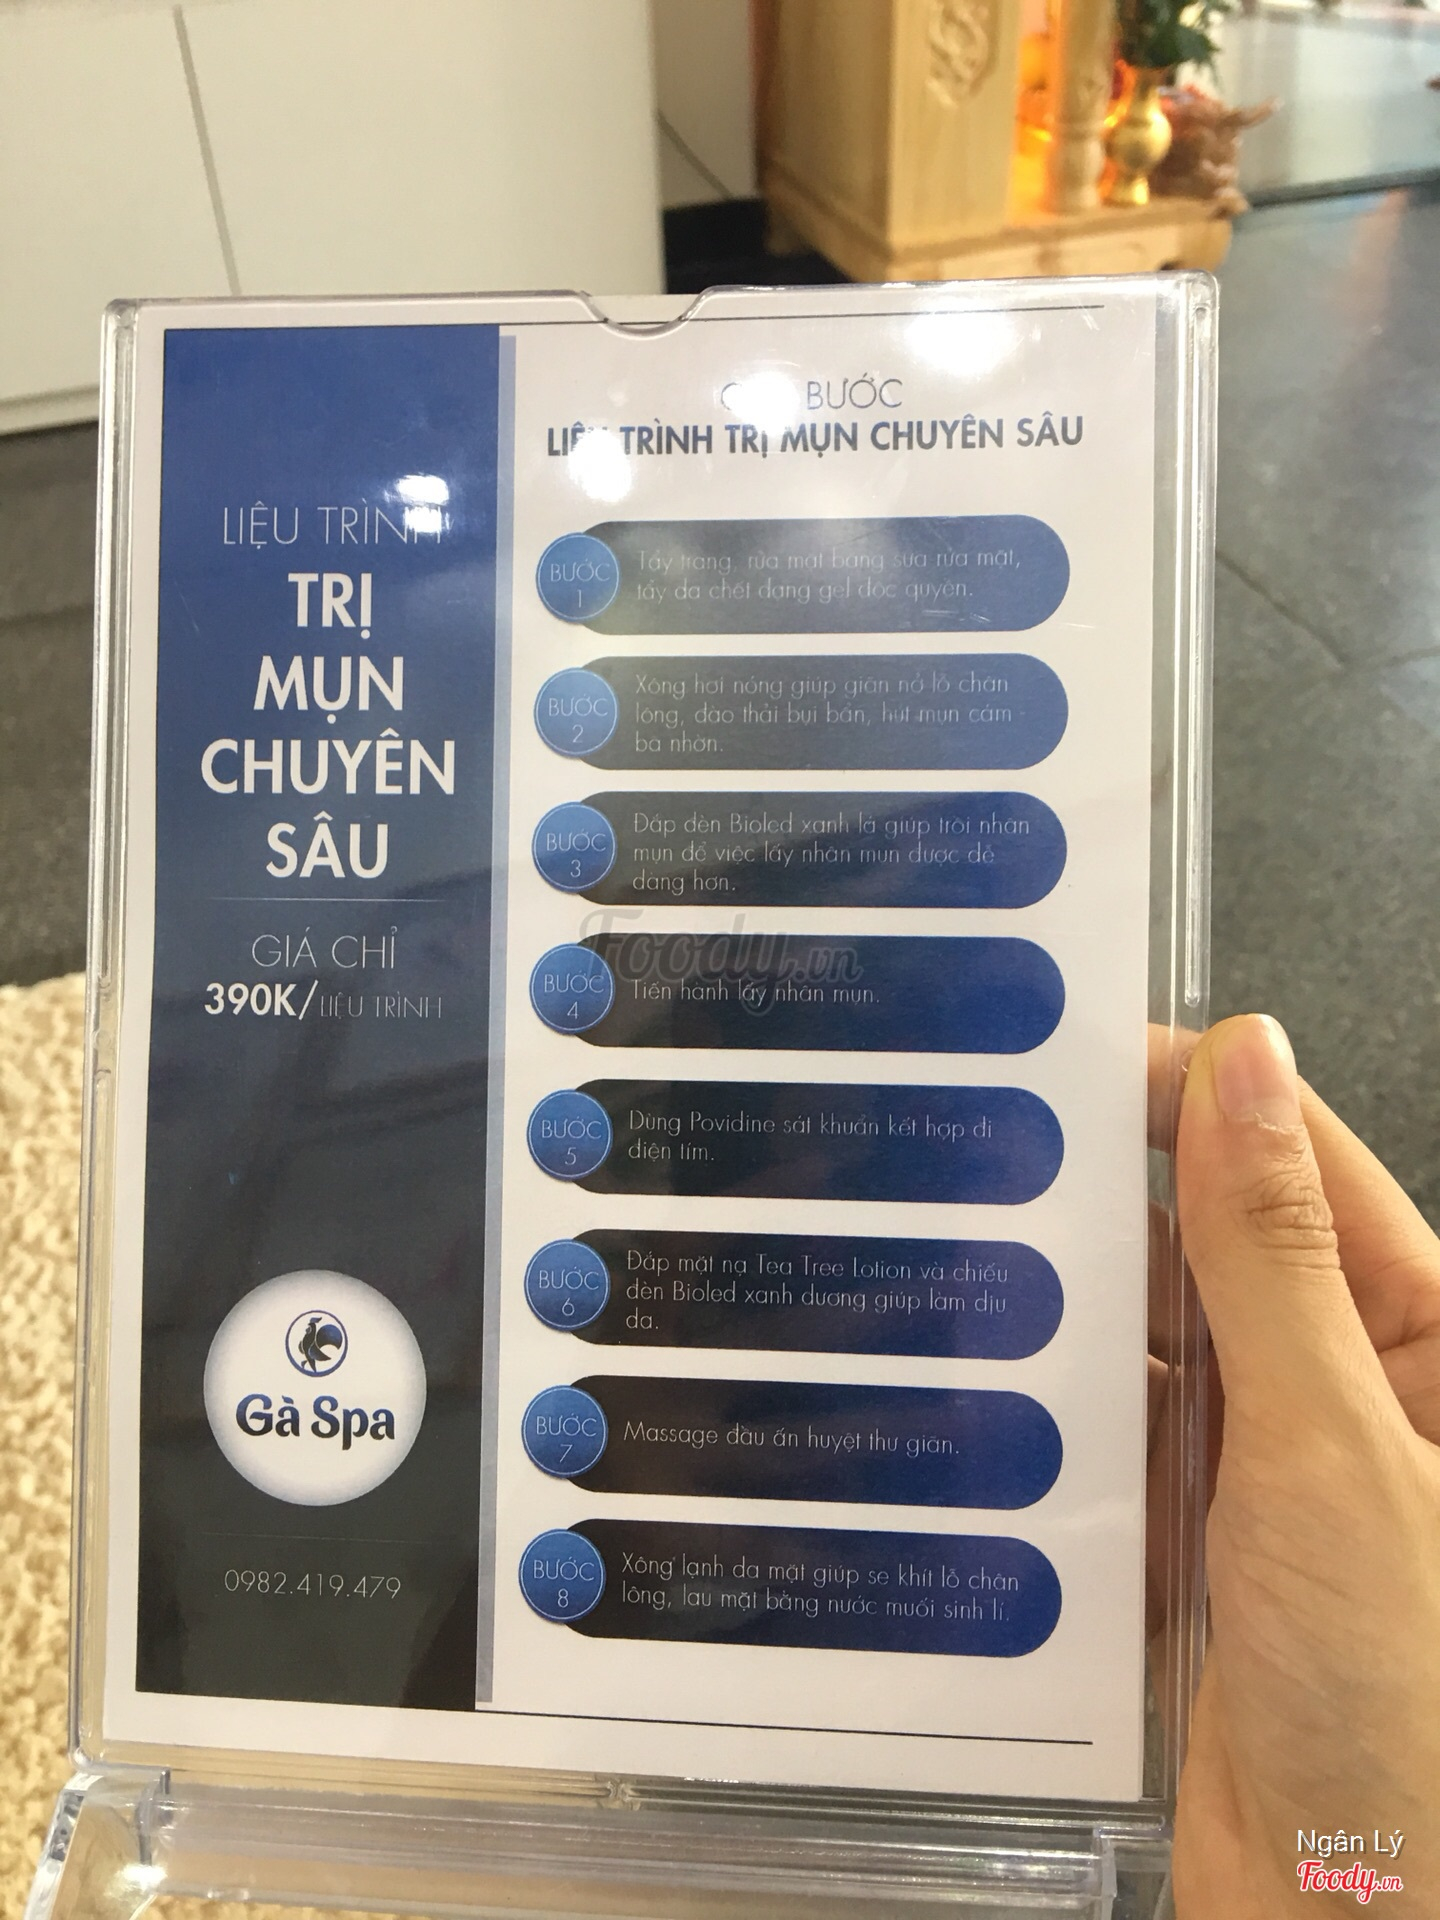 LIỆU TRÌNH
TRỊ
MỤN
CHUYÊN
SÂU
GIÁ CHỈ
390K/LIỆU TRÌNH
Gà Spa
0982.419.479
BƯỚC
LIỆU TRÌNH TRỊ MỤN CHUYÊN SÂU
BƯỚC
1
Tẩy trang, rửa mặt bằng sữa rửa mặt,
tẩy da chết dạng gel độc quyền.
BƯỚC
2
Xông hơi nóng giúp giãn nở lỗ chân
lông, đào thải bụi bẩn, hút mụn cám -
bã nhờn.
BƯỚC
3
Đắp đèn Bioled xanh lá giúp trồi nhân
mụn để việc lấy nhân mụn được dễ
dàng hơn.
BƯỚC
4
Tiến hành lấy nhân mụn.
BƯỚC
5
Dùng Povidine sát khuẩn kết hợp đi
điện tím.
BƯỚC
6
Đắp mặt nạ Tea Tree Lotion và chiếu
đèn Bioled xanh dương giúp làm dịu
da.
BƯỚC
7
Massage đầu ấn huyệt thư giãn.
BƯỚC
8
Xông lạnh da mặt giúp se khít lỗ chân
lông, lau mặt bằng nước muối sinh lí.
Foody.vn
Ngân Lý
Foody.vn